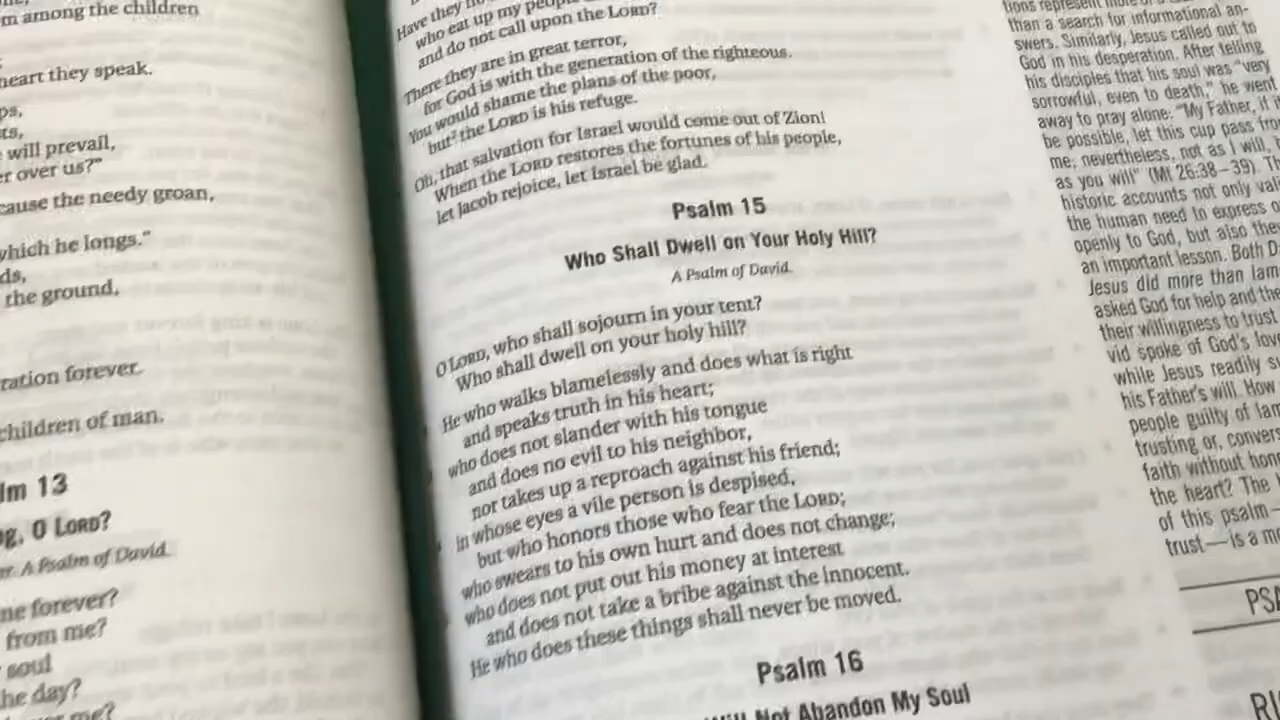 m among the children
heart they speak.
ps,
will prevail,
r over us?"
cause the needy groan,
which he longs."
ds,
the ground,
ration forever.
children of man.
lm 13
g, O LORD?
A Psalm of David.
me forever?
from me?
soul
he day?
me?
Have they
who eat up my people
and do not call upon the LORD?
There they are in great terror,
for God is with the generation of the righteous.
You would shame the plans of the poor,
but² the LORD is his refuge.
Oh, that salvation for Israel would come out of Zion!
When the LORD restores the fortunes of his people,
let Jacob rejoice, let Israel be glad.
Psalm 15
Who Shall Dwell on Your Holy Hill?
A Psalm of David.
O LORD, who shall sojourn in your tent?
Who shall dwell on your holy hill?
He who walks blamelessly and does what is right
and speaks truth in his heart;
who does not slander with his tongue
and does no evil to his neighbor,
nor takes up a reproach against his friend;
in whose eyes a vile person is despised,
but who honors those who fear the LORD;
who swears to his own hurt and does not change;
who does not put out his money at interest
and does not take a bribe against the innocent.
He who does these things shall never be moved.
Psalm 16
Not Abandon My Soul
tions represent more
than a search for informational an-
swers. Similarly, Jesus called out to
God in his desperation. After telling
his disciples that his soul was "very
sorrowful, even to death," he went
away to pray alone: "My Father, if i
be possible, let this cup pass fro
me; nevertheless, not as I will, b
as you will" (Mt 26:38–39). Th
historic accounts not only vali
the human need to express o
openly to God, but also they
an important lesson. Both D
Jesus did more than lam
asked God for help and the
their willingness to trust
vid spoke of God's love
while Jesus readily s
his Father's will. How
people guilty of lam
trusting or, convers
faith without hon
the heart? The
of this psalm—
trust—is a mo
PSA
RI